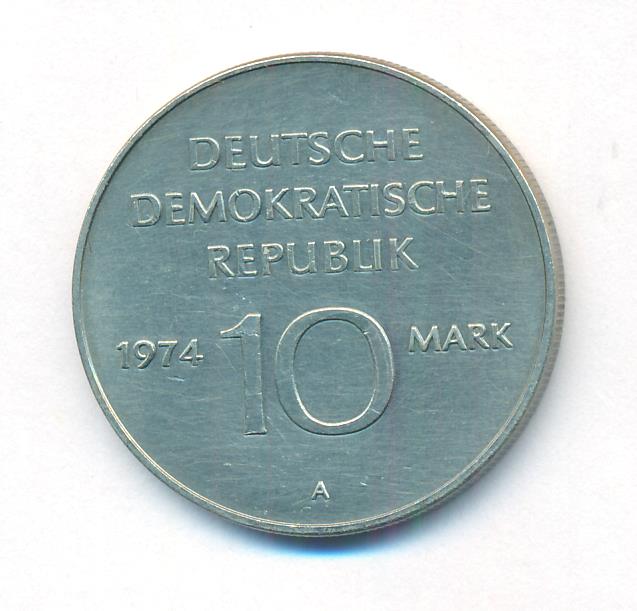 DEUTSCHE
DEMOKRATISCHE
REPUBLIK
1974 10 MARK
A